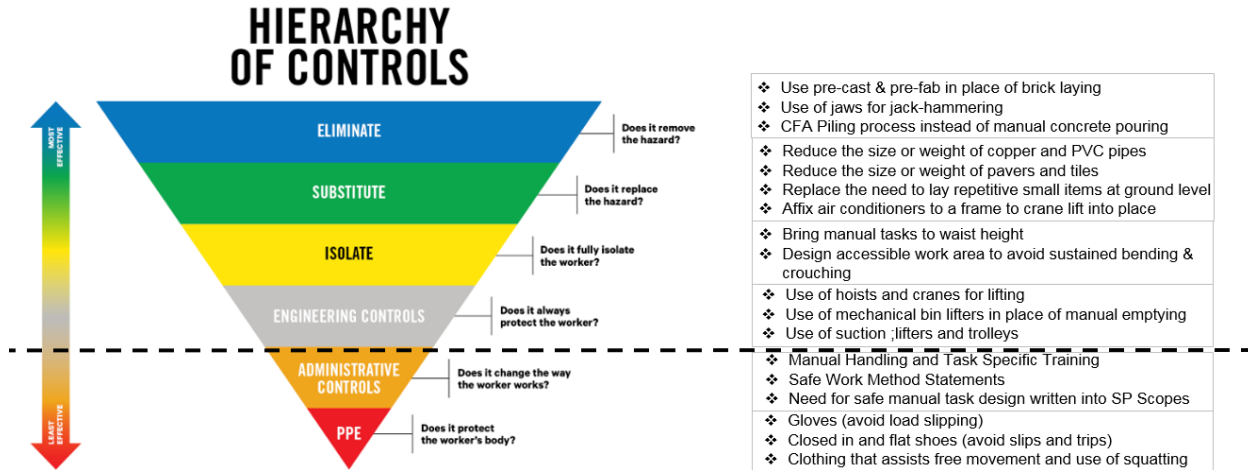 HIERARCHY
OF CONTROLS
MOST
EFFECTIVE
LEAST
EFFECTIVE
ELIMINATE
Does it remove
the hazard?
SUBSTITUTE
Does it replace
the hazard?
ISOLATE
Does it fully isolate
the worker?
ENGINEERING CONTROLS
Does it always
protect the worker?
ADMINISTRATIVE
CONTROLS
Does it change the way
the worker works?
PPE
Does it protect
the worker's body?
❖ Use pre-cast & pre-fab in place of brick laying
❖ Use of jaws for jack-hammering
❖ CFA Piling process instead of manual concrete pouring
❖ Reduce the size or weight of copper and PVC pipes
❖ Reduce the size or weight of pavers and tiles
❖ Replace the need to lay repetitive small items at ground level
❖ Affix air conditioners to a frame to crane lift into place
❖ Bring manual tasks to waist height
❖ Design accessible work area to avoid sustained bending &
crouching
❖ Use of hoists and cranes for lifting
❖ Use of mechanical bin lifters in place of manual emptying
❖ Use of suction ;lifters and trolleys
❖ Manual Handling and Task Specific Training
❖ Safe Work Method Statements
❖ Need for safe manual task design written into SP Scopes
❖ Gloves (avoid load slipping)
❖ Closed in and flat shoes (avoid slips and trips)
❖ Clothing that assists free movement and use of squatting